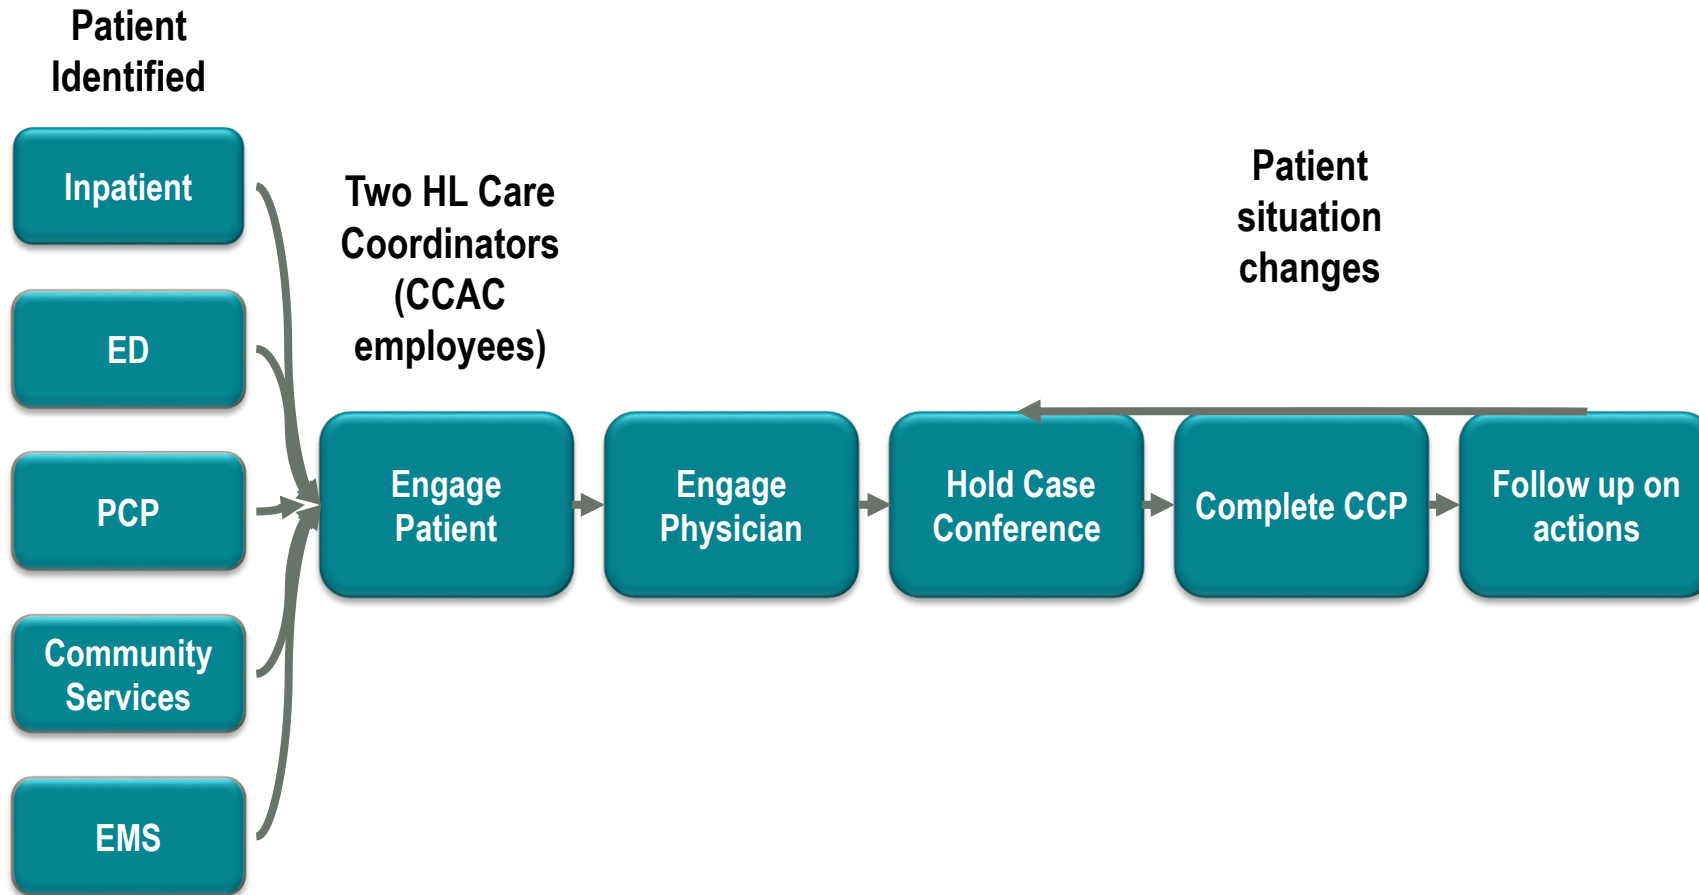 Patient
Identified
Inpatient
ED
PCP
Community
Services
EMS
Two HL Care
Coordinators
(CCAC
employees)
Engage
Patient
Engage
Physician
Hold Case
Conference
Complete CCP
Follow up on
actions
Patient
situation
changes